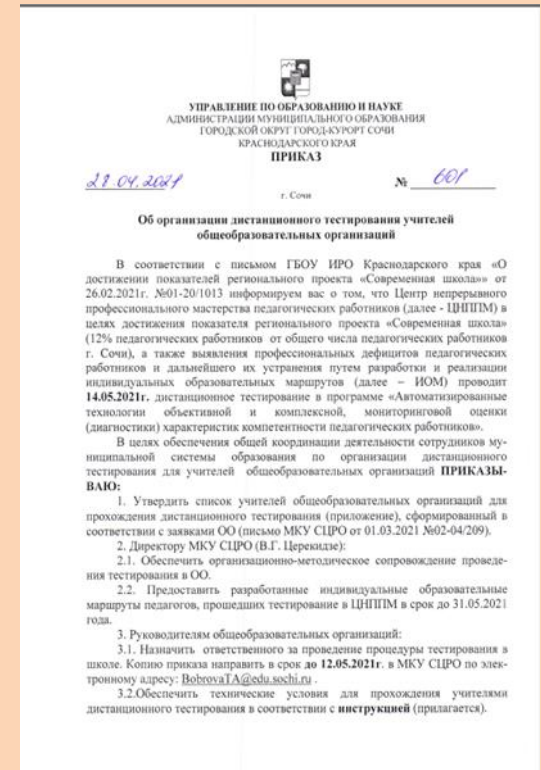 УПРАВЛЕНИЕ ПО ОБРАЗОВАНИЮ И НАУКЕ
АДМИНИСТРАЦИИ МУНИЦИПАЛЬНОГО ОБРАЗОВАНИЯ
ГОРОДСКОЙ ОКРУГ ГОРОД-КУРОРТ СОЧИ
КРАСНОДАРСКОГО КРАЯ
ПРИКАЗ
28.04.2021 № 601
г. Сочи
Об организации дистанционного тестирования учителей
общеобразовательных организаций
В соответствии с письмом ГБОУ ИРО Краснодарского края «О
достижении показателей регионального проекта «Современная школа»» от
26.02.2021г. №01-20/1013 информируем вас о том, что Центр непрерывного
профессионального мастерства педагогических работников (далее - ЦНППМ) в
целях достижения показателя регионального проекта «Современная школа»
(12% педагогических работников от общего числа педагогических работников
г. Сочи), а также выявления профессиональных дефицитов педагогических
работников и дальнейшего их устранения путем разработки и реализации
индивидуальных образовательных маршрутов (далее – ИОМ) проводит
14.05.2021г. дистанционное тестирование в программе «Автоматизированные
технологии объективной и комплексной, мониторинговой оценки
(диагностики) характеристик компетентности педагогических работников».
В целях обеспечения общей координации деятельности сотрудников му-
ниципальной системы образования по организации дистанционного
тестирования для учителей общеобразовательных организаций ПРИКАЗЫ-
ВАЮ:
1. Утвердить список учителей общеобразовательных организаций для
прохождения дистанционного тестирования (приложение), сформированный в
соответствии с заявками ОО (письмо МКУ СЦРО от 01.03.2021 №02-04/209).
2. Директору МКУ СЦРО (В.Г. Церекидзе):
2.1. Обеспечить организационно-методическое сопровождение проведе-
ния тестирования в ОО.
2.2. Предоставить разработанные индивидуальные образовательные
маршруты педагогов, прошедших тестирование в ЦНППМ в срок до 31.05.2021
года.
3. Руководителям общеобразовательных организаций:
3.1. Назначить ответственного за проведение процедуры тестирования в
школе. Копию приказа направить в срок до 12.05.2021г. в МКУ СЦРО по элек-
тронному адресу: BobrovaTA@edu.sochi.ru .
3.2.Обеспечить технические условия для прохождения учителями
дистанционного тестирования в соответствии с инструкцией (прилагается).